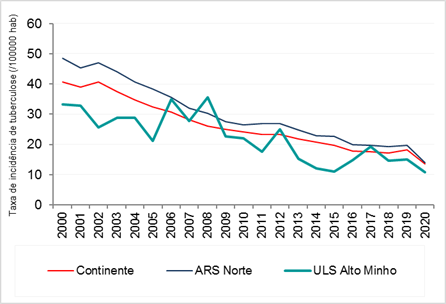 Taxa de incidência de tuberculose (/100000 hab)
60
50
40
30
20
10
0
2000 2001 2002 2003 2004 2005 2006 2007 2008 2009 2010 2011 2012 2013 2014 2015 2016 2017 2018 2019 2020
Continente ARS Norte ULS Alto Minho